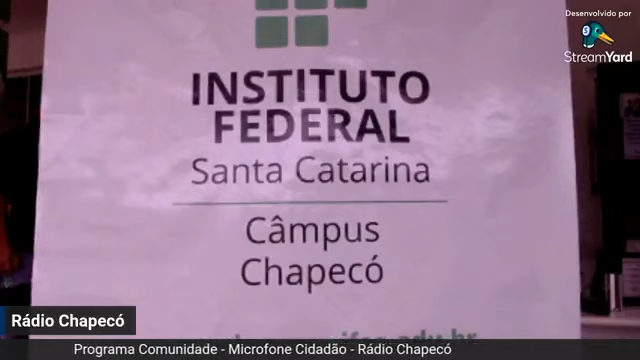 Desenvolvido por
StreamYard
INSTITUTO
FEDERAL
Santa Catarina
Câmpus
Chapecó
Rádio Chapecó
Programa Comunidade - Microfone Cidadão - Rádio Chapecó